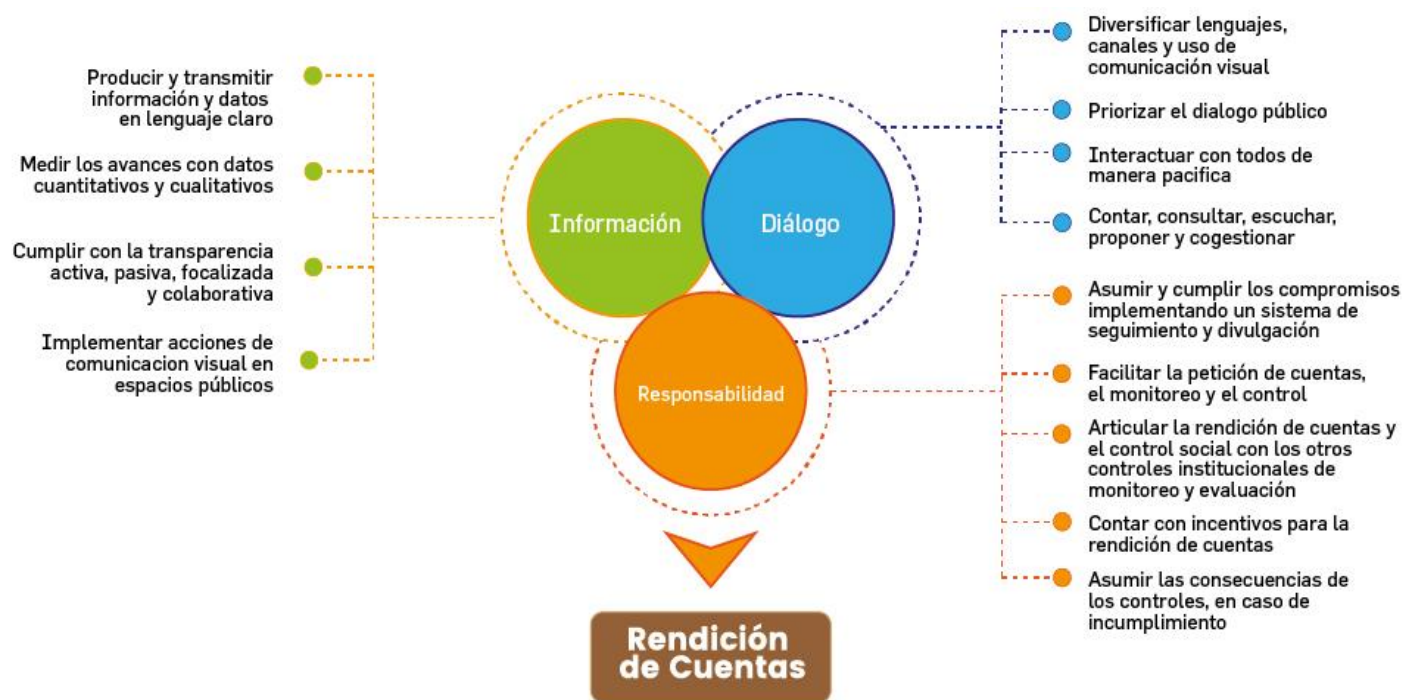 Producir y transmitir
información y datos
en lenguaje claro
Medir los avances con datos
cuantitativos y cualitativos
Cumplir con la transparencia
activa, pasiva, focalizada
y colaborativa
Implementar acciones de
comunicacion visual en
espacios públicos
Información
Diálogo
Responsabilidad
Diversificar lenguajes,
canales y uso de
comunicación visual
Priorizar el dialogo público
Interactuar con todos de
manera pacifica
Contar, consultar, escuchar,
proponer y cogestionar
Asumir y cumplir los compromisos
implementando un sistema de
seguimiento y divulgación
Facilitar la petición de cuentas,
el monitoreo y el control
Articular la rendición de cuentas y
el control social con los otros
controles institucionales de
monitoreo y evaluación
Contar con incentivos para la
rendición de cuentas
Asumir las consecuencias de
los controles, en caso de
incumplimiento
Rendición
de Cuentas